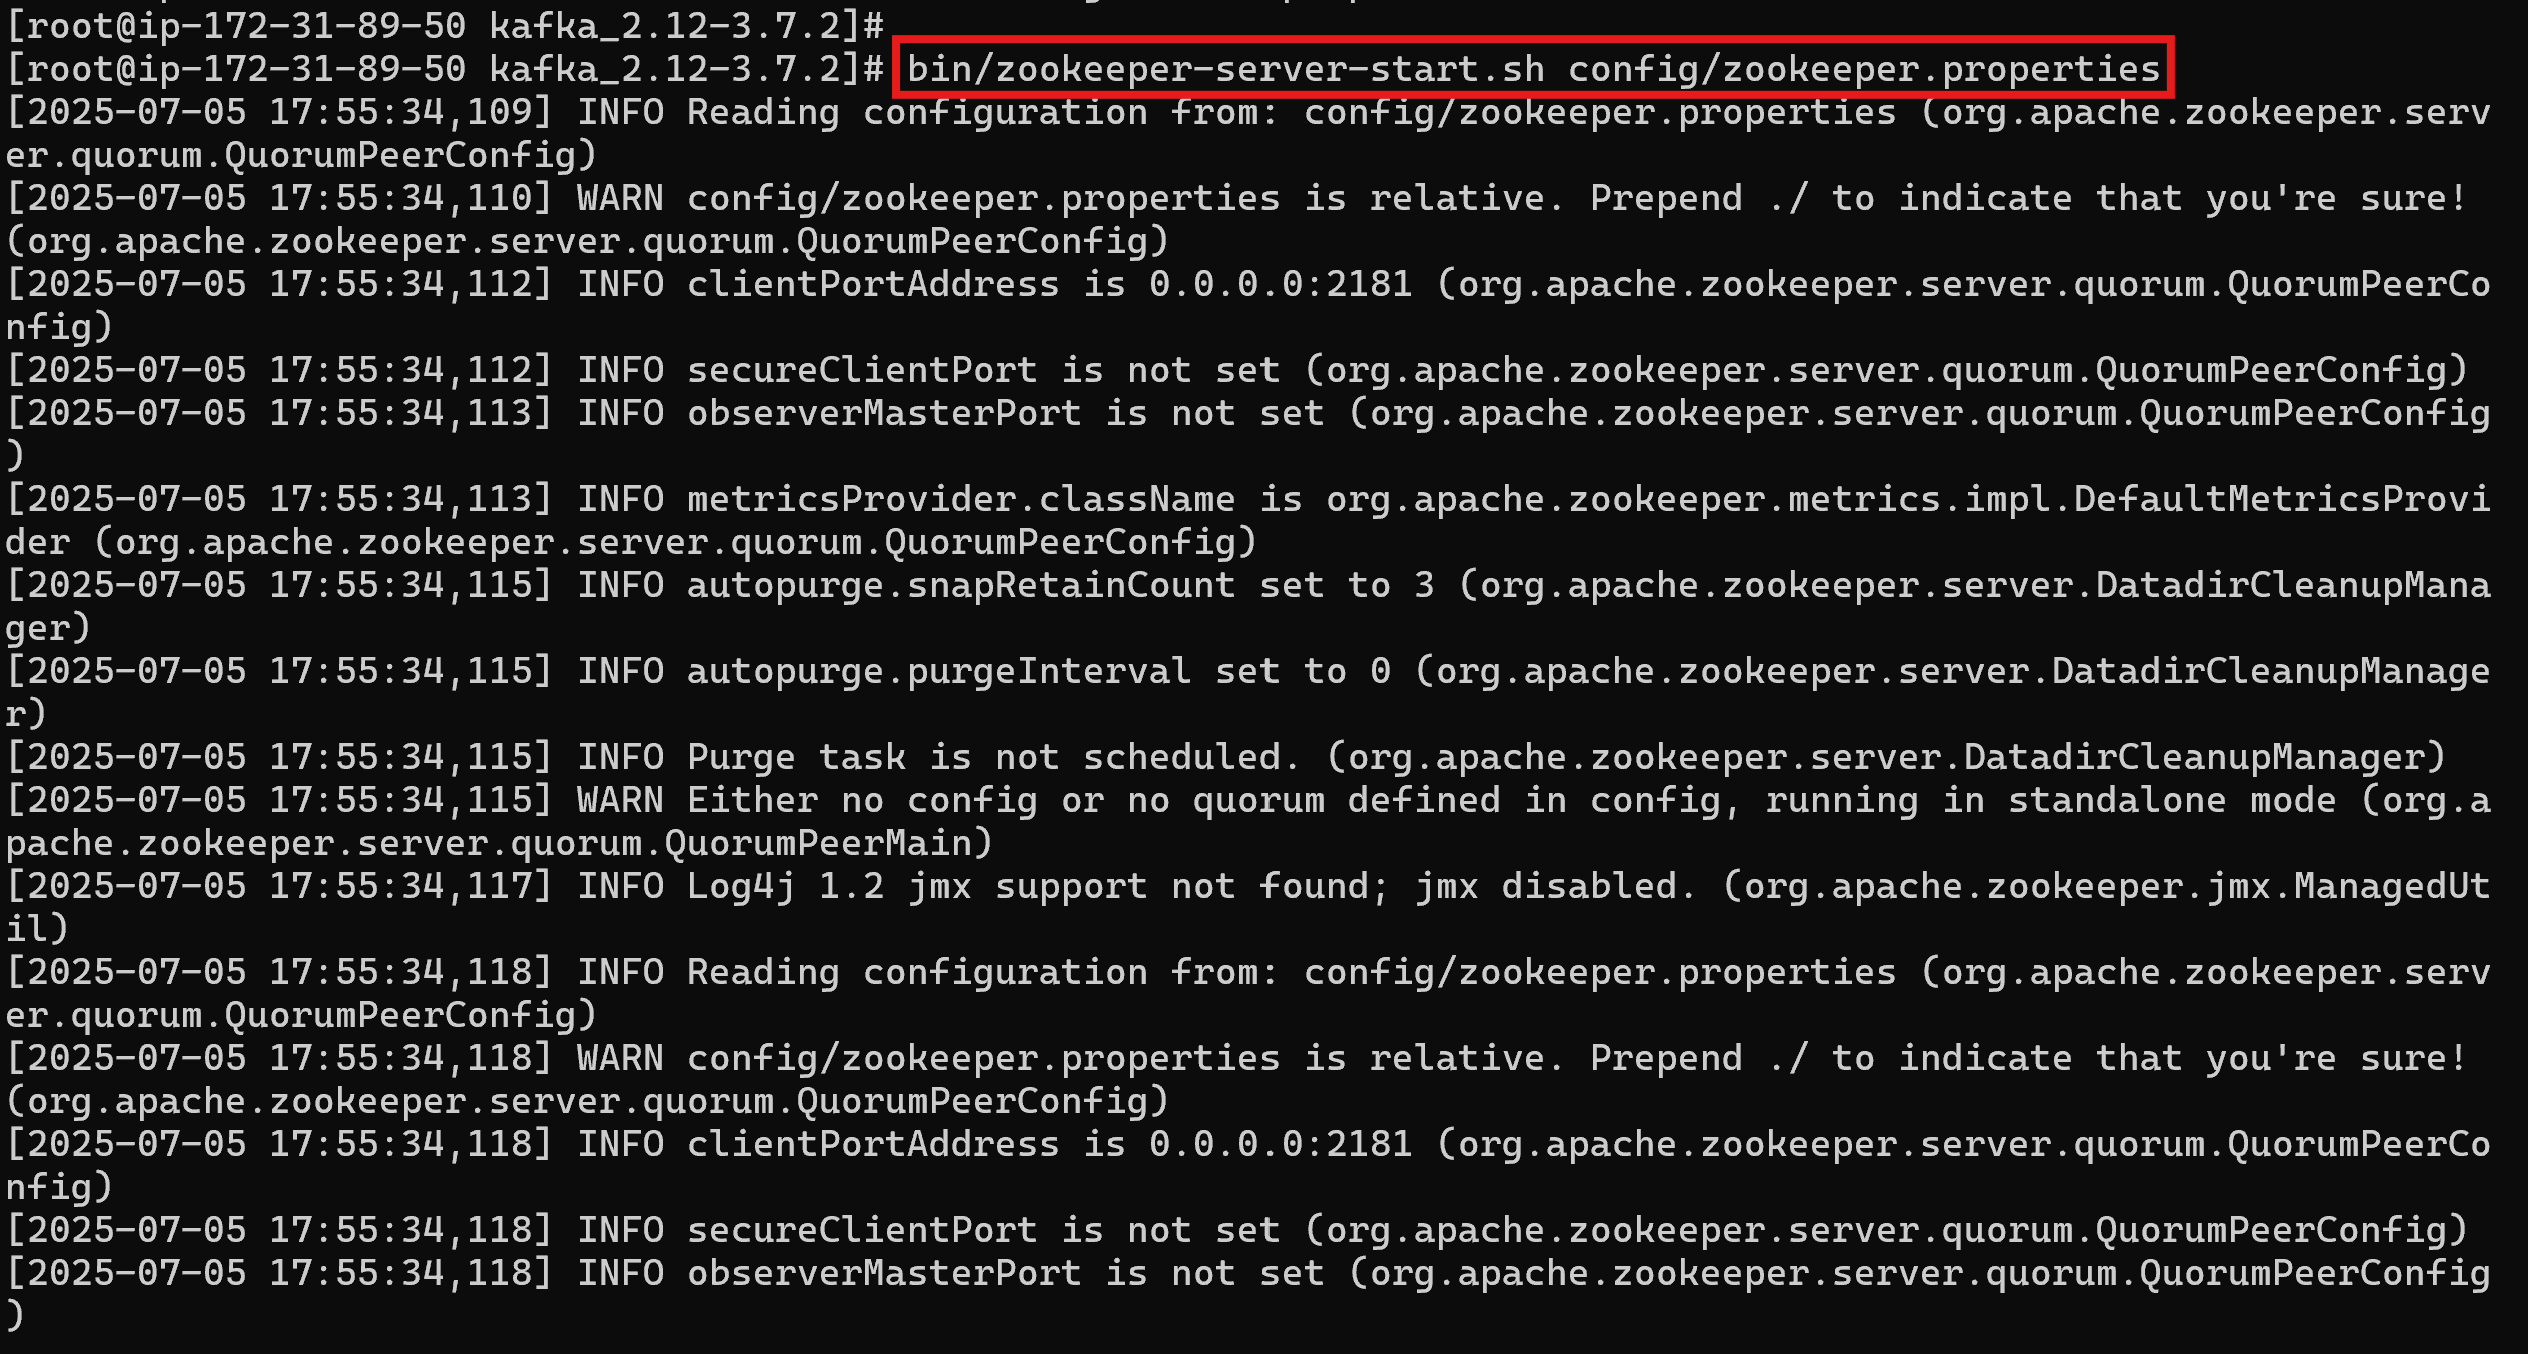 [root@ip-172-31-89-50 kafka_2.12-3.7.2]#
[root@ip-172-31-89-50 kafka_2.12-3.7.2]# bin/zookeeper-server-start.sh config/zookeeper.properties
[2025-07-05 17:55:34,109] INFO Reading configuration from: config/zookeeper.properties (org.apache.zookeeper.serv
er.quorum.QuorumPeerConfig)
[2025-07-05 17:55:34,110] WARN config/zookeeper.properties is relative. Prepend ./ to indicate that you're sure!
(org.apache.zookeeper.server.quorum.QuorumPeerConfig)
[2025-07-05 17:55:34,112] INFO clientPortAddress is 0.0.0.0:2181 (org.apache.zookeeper.server.quorum.QuorumPeerCo
nfig)
[2025-07-05 17:55:34,112] INFO secureClientPort is not set (org.apache.zookeeper.server.quorum.QuorumPeerConfig)
[2025-07-05 17:55:34,113] INFO observerMasterPort is not set (org.apache.zookeeper.server.quorum.QuorumPeerConfig
)
[2025-07-05 17:55:34,113] INFO metricsProvider.className is org.apache.zookeeper.metrics.impl.DefaultMetricsProvi
der (org.apache.zookeeper.server.quorum.QuorumPeerConfig)
[2025-07-05 17:55:34,115] INFO autopurge.snapRetainCount set to 3 (org.apache.zookeeper.server.DatadirCleanupMana
ger)
[2025-07-05 17:55:34,115] INFO autopurge.purgeInterval set to 0 (org.apache.zookeeper.server.DatadirCleanupManage
r)
[2025-07-05 17:55:34,115] INFO Purge task is not scheduled. (org.apache.zookeeper.server.DatadirCleanupManager)
[2025-07-05 17:55:34,115] WARN Either no config or no quorum defined in config, running in standalone mode (org.a
pache.zookeeper.server.quorum.QuorumPeerMain)
[2025-07-05 17:55:34,117] INFO Log4j 1.2 jmx support not found; jmx disabled. (org.apache.zookeeper.jmx.ManagedUt
il)
[2025-07-05 17:55:34,118] INFO Reading configuration from: config/zookeeper.properties (org.apache.zookeeper.serv
er.quorum.QuorumPeerConfig)
[2025-07-05 17:55:34,118] WARN config/zookeeper.properties is relative. Prepend ./ to indicate that you're sure!
(org.apache.zookeeper.server.quorum.QuorumPeerConfig)
[2025-07-05 17:55:34,118] INFO clientPortAddress is 0.0.0.0:2181 (org.apache.zookeeper.server.quorum.QuorumPeerCo
nfig)
[2025-07-05 17:55:34,118] INFO secureClientPort is not set (org.apache.zookeeper.server.quorum.QuorumPeerConfig)
[2025-07-05 17:55:34,118] INFO observerMasterPort is not set (org.apache.zookeeper.server.quorum.QuorumPeerConfig
)